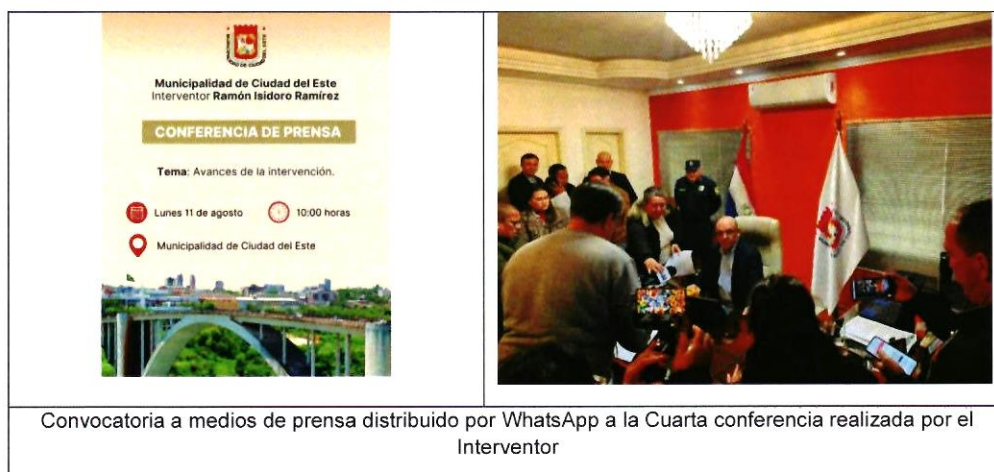 Municipalidad de Ciudad del Este
Interventor Ramón Isidoro Ramírez
CONFERENCIA DE PRENSA
Tema: Avances de la intervención.
Lunes 11 de agosto
10:00 horas
Municipalidad de Ciudad del Este
Convocatoria a medios de prensa distribuido por WhatsApp a la Cuarta conferencia realizada por el
Interventor